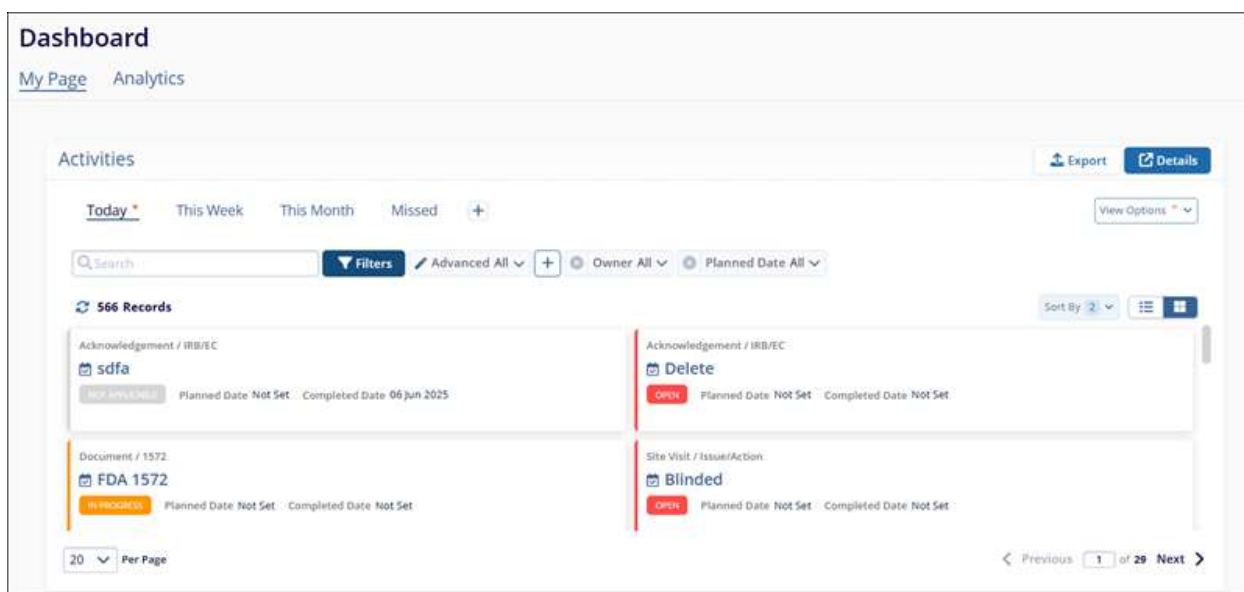 Dashboard
My Page Analytics
Activities Export Details
Today * This Week This Month Missed + View Options *
Search Filters Advanced All + Owner All Planned Date All
566 Records Sort By 2
Acknowledgement / IRB/EC
sdfa
NOT APPLICABLE Planned Date Not Set Completed Date 06 Jun 2025
Acknowledgement / IRB/EC
Delete
OPEN Planned Date Not Set Completed Date Not Set
Document / 1572
FDA 1572
IN PROGRESS Planned Date Not Set Completed Date Not Set
Site Visit / Issue/Action
Blinded
OPEN Planned Date Not Set Completed Date Not Set
20 Per Page Previous 1 of 29 Next